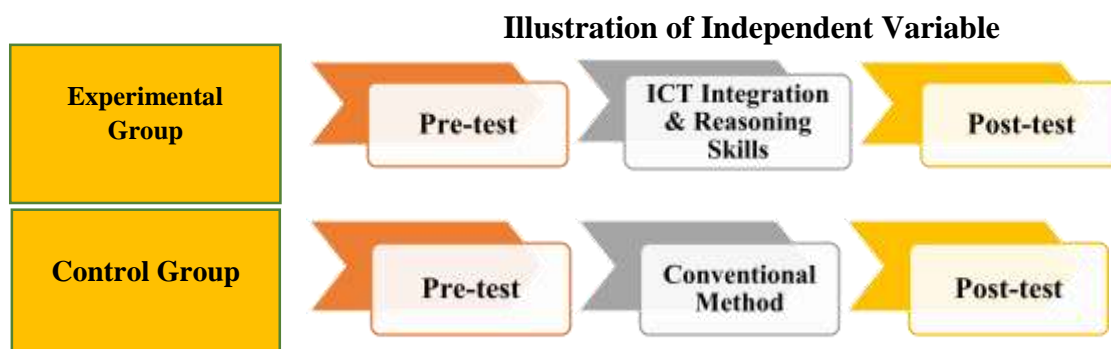 Illustration of Independent Variable
Experimental
Group
Pre-test
ICT Integration
& Reasoning
Skills
Post-test
Control Group
Pre-test
Conventional
Method
Post-test